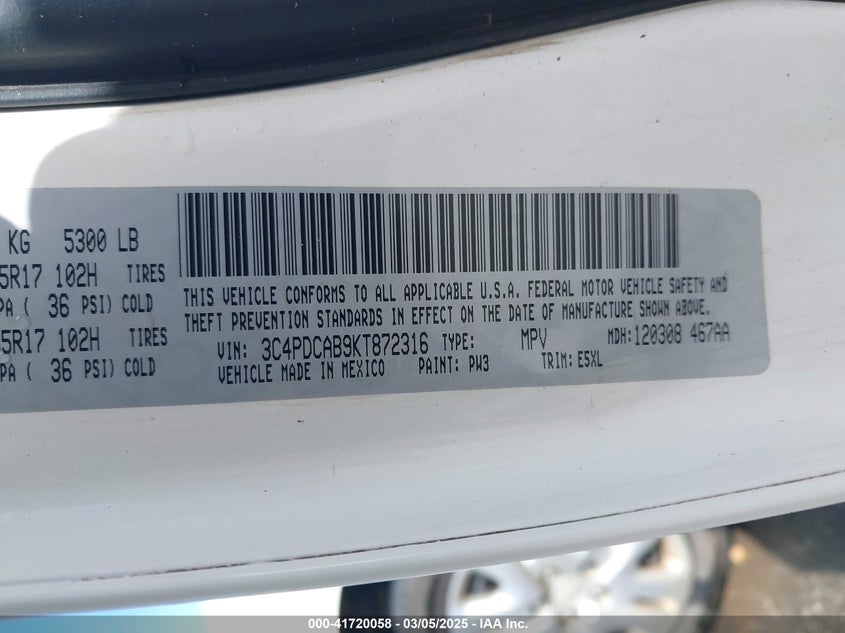 KG 5300 LB
5R17 102H TIRES
PA ( 36 PSI) COLD
5R17 102H TIRES
PA ( 36 PSI) COLD
THIS VEHICLE CONFORMS TO ALL APPLICABLE U.S.A. FEDERAL MOTOR VEHICLE SAFETY AND
THEFT PREVENTION STANDARDS IN EFFECT ON THE DATE OF MANUFACTURE SHOWN ABOVE.
VIN: 3C4PDCAB9KT872316 TYPE: MPV MDH: 120308 467AA
VEHICLE MADE IN MEXICO PAINT: PW3 TRIM: E5XL
000-41720058 - 03/05/2025 - IAA Inc.